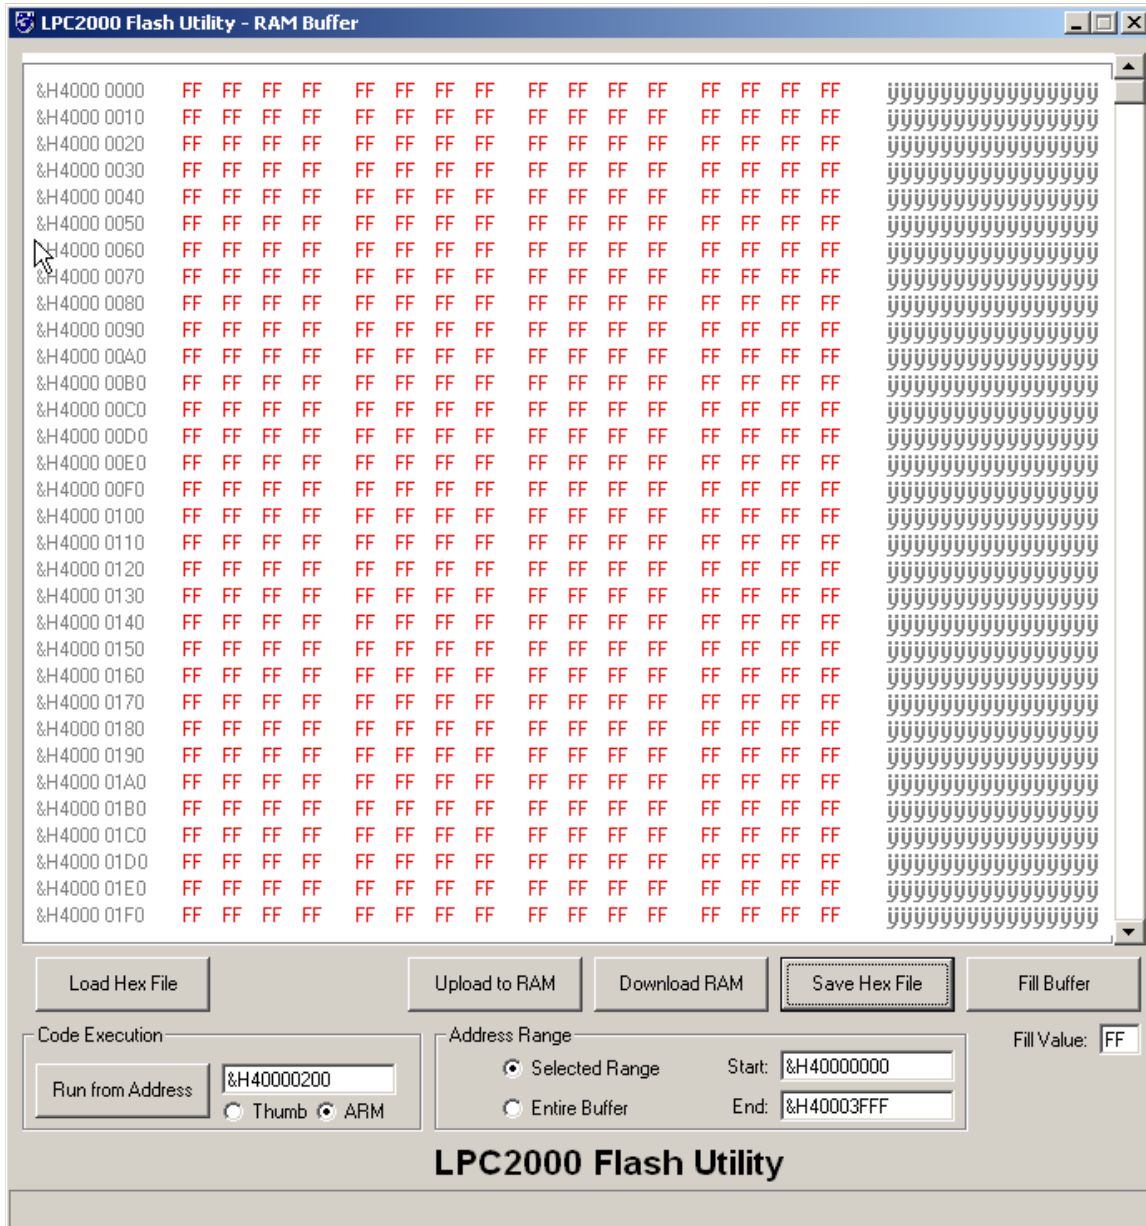 LPC2000 Flash Utility - RAM Buffer
&H4000 0000 FF FF FF FF FF FF FF FF FF FF FF FF FF FF FF FF ÿÿÿÿÿÿÿÿÿÿÿÿÿÿÿÿ
&H4000 0010 FF FF FF FF FF FF FF FF FF FF FF FF FF FF FF FF ÿÿÿÿÿÿÿÿÿÿÿÿÿÿÿÿ
&H4000 0020 FF FF FF FF FF FF FF FF FF FF FF FF FF FF FF FF ÿÿÿÿÿÿÿÿÿÿÿÿÿÿÿÿ
&H4000 0030 FF FF FF FF FF FF FF FF FF FF FF FF FF FF FF FF ÿÿÿÿÿÿÿÿÿÿÿÿÿÿÿÿ
&H4000 0040 FF FF FF FF FF FF FF FF FF FF FF FF FF FF FF FF ÿÿÿÿÿÿÿÿÿÿÿÿÿÿÿÿ
&H4000 0050 FF FF FF FF FF FF FF FF FF FF FF FF FF FF FF FF ÿÿÿÿÿÿÿÿÿÿÿÿÿÿÿÿ
&H4000 0060 FF FF FF FF FF FF FF FF FF FF FF FF FF FF FF FF ÿÿÿÿÿÿÿÿÿÿÿÿÿÿÿÿ
&H4000 0070 FF FF FF FF FF FF FF FF FF FF FF FF FF FF FF FF ÿÿÿÿÿÿÿÿÿÿÿÿÿÿÿÿ
&H4000 0080 FF FF FF FF FF FF FF FF FF FF FF FF FF FF FF FF ÿÿÿÿÿÿÿÿÿÿÿÿÿÿÿÿ
&H4000 0090 FF FF FF FF FF FF FF FF FF FF FF FF FF FF FF FF ÿÿÿÿÿÿÿÿÿÿÿÿÿÿÿÿ
&H4000 00A0 FF FF FF FF FF FF FF FF FF FF FF FF FF FF FF FF ÿÿÿÿÿÿÿÿÿÿÿÿÿÿÿÿ
&H4000 00B0 FF FF FF FF FF FF FF FF FF FF FF FF FF FF FF FF ÿÿÿÿÿÿÿÿÿÿÿÿÿÿÿÿ
&H4000 00C0 FF FF FF FF FF FF FF FF FF FF FF FF FF FF FF FF ÿÿÿÿÿÿÿÿÿÿÿÿÿÿÿÿ
&H4000 00D0 FF FF FF FF FF FF FF FF FF FF FF FF FF FF FF FF ÿÿÿÿÿÿÿÿÿÿÿÿÿÿÿÿ
&H4000 00E0 FF FF FF FF FF FF FF FF FF FF FF FF FF FF FF FF ÿÿÿÿÿÿÿÿÿÿÿÿÿÿÿÿ
&H4000 00F0 FF FF FF FF FF FF FF FF FF FF FF FF FF FF FF FF ÿÿÿÿÿÿÿÿÿÿÿÿÿÿÿÿ
&H4000 0100 FF FF FF FF FF FF FF FF FF FF FF FF FF FF FF FF ÿÿÿÿÿÿÿÿÿÿÿÿÿÿÿÿ
&H4000 0110 FF FF FF FF FF FF FF FF FF FF FF FF FF FF FF FF ÿÿÿÿÿÿÿÿÿÿÿÿÿÿÿÿ
&H4000 0120 FF FF FF FF FF FF FF FF FF FF FF FF FF FF FF FF ÿÿÿÿÿÿÿÿÿÿÿÿÿÿÿÿ
&H4000 0130 FF FF FF FF FF FF FF FF FF FF FF FF FF FF FF FF ÿÿÿÿÿÿÿÿÿÿÿÿÿÿÿÿ
&H4000 0140 FF FF FF FF FF FF FF FF FF FF FF FF FF FF FF FF ÿÿÿÿÿÿÿÿÿÿÿÿÿÿÿÿ
&H4000 0150 FF FF FF FF FF FF FF FF FF FF FF FF FF FF FF FF ÿÿÿÿÿÿÿÿÿÿÿÿÿÿÿÿ
&H4000 0160 FF FF FF FF FF FF FF FF FF FF FF FF FF FF FF FF ÿÿÿÿÿÿÿÿÿÿÿÿÿÿÿÿ
&H4000 0170 FF FF FF FF FF FF FF FF FF FF FF FF FF FF FF FF ÿÿÿÿÿÿÿÿÿÿÿÿÿÿÿÿ
&H4000 0180 FF FF FF FF FF FF FF FF FF FF FF FF FF FF FF FF ÿÿÿÿÿÿÿÿÿÿÿÿÿÿÿÿ
&H4000 0190 FF FF FF FF FF FF FF FF FF FF FF FF FF FF FF FF ÿÿÿÿÿÿÿÿÿÿÿÿÿÿÿÿ
&H4000 01A0 FF FF FF FF FF FF FF FF FF FF FF FF FF FF FF FF ÿÿÿÿÿÿÿÿÿÿÿÿÿÿÿÿ
&H4000 01B0 FF FF FF FF FF FF FF FF FF FF FF FF FF FF FF FF ÿÿÿÿÿÿÿÿÿÿÿÿÿÿÿÿ
&H4000 01C0 FF FF FF FF FF FF FF FF FF FF FF FF FF FF FF FF ÿÿÿÿÿÿÿÿÿÿÿÿÿÿÿÿ
&H4000 01D0 FF FF FF FF FF FF FF FF FF FF FF FF FF FF FF FF ÿÿÿÿÿÿÿÿÿÿÿÿÿÿÿÿ
&H4000 01E0 FF FF FF FF FF FF FF FF FF FF FF FF FF FF FF FF ÿÿÿÿÿÿÿÿÿÿÿÿÿÿÿÿ
&H4000 01F0 FF FF FF FF FF FF FF FF FF FF FF FF FF FF FF FF ÿÿÿÿÿÿÿÿÿÿÿÿÿÿÿÿ
Load Hex File Upload to RAM Download RAM Save Hex File Fill Buffer
Code Execution
Run from Address &H40000200
Thumb ARM
Address Range
Selected Range Start: &H40000000
Entire Buffer End: &H40003FFF
Fill Value: FF
LPC2000 Flash Utility